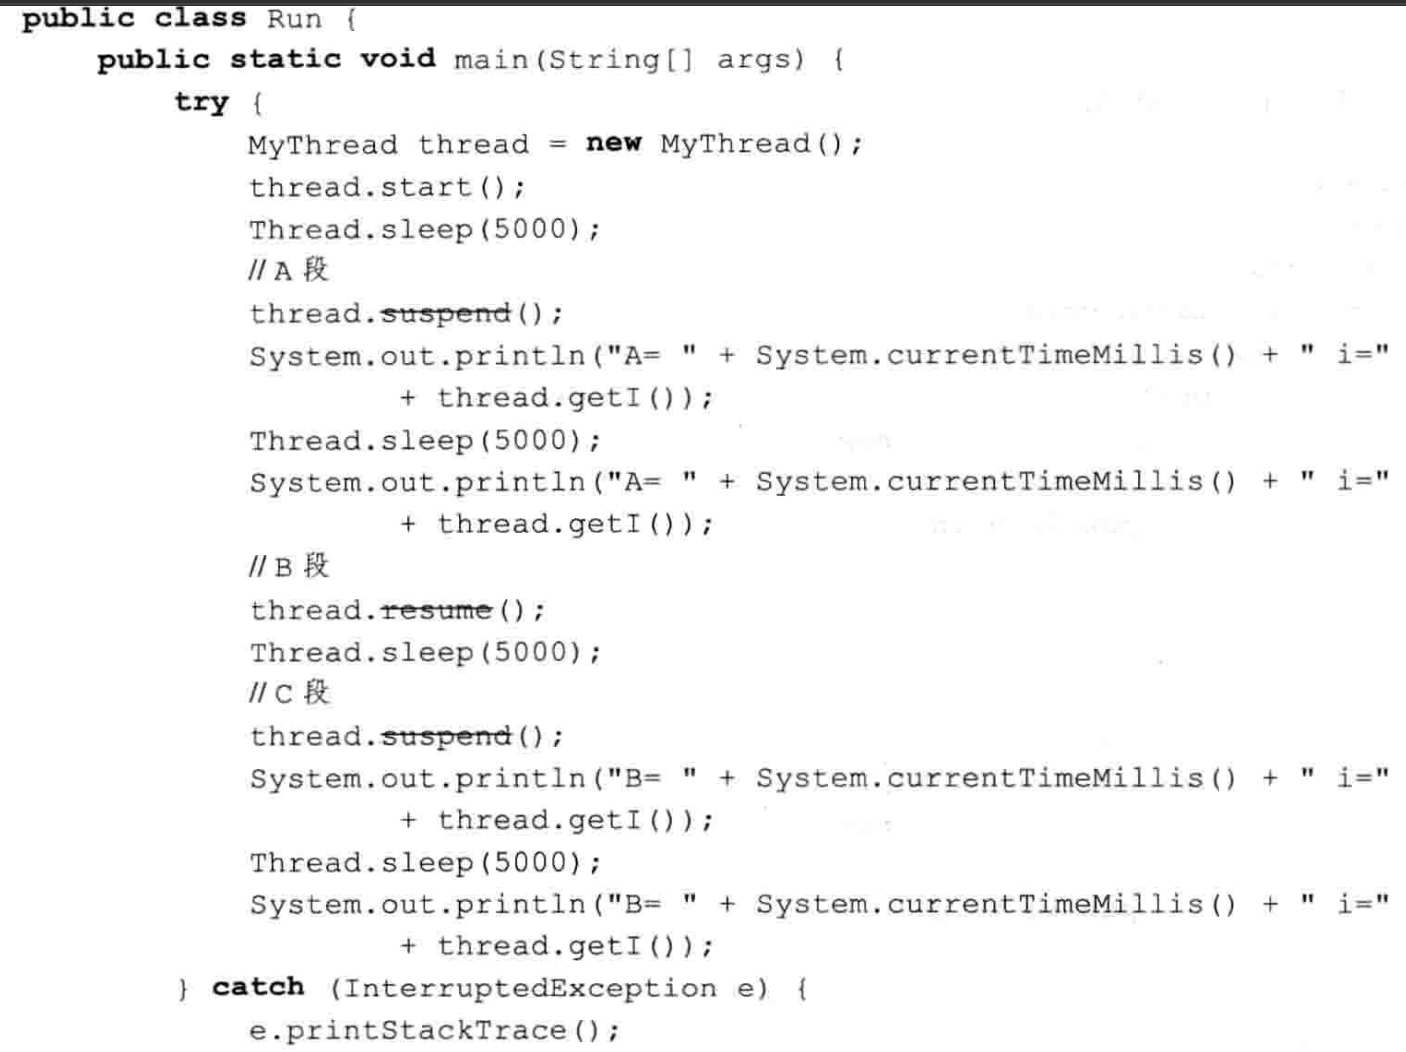 public class Run {
public static void main(String[] args) {
try {
MyThread thread = new MyThread();
thread.start();
Thread.sleep(5000);
//A 段
thread.suspend();
System.out.println("A= " + System.currentTimeMillis() + " i="
+ thread.getI());
Thread.sleep(5000);
System.out.println("A= " + System.currentTimeMillis() + " i="
+ thread.getI());
//B 段
thread.resume();
Thread.sleep(5000);
//C 段
thread.suspend();
System.out.println("B= " + System.currentTimeMillis() + " i="
+ thread.getI());
Thread.sleep(5000);
System.out.println("B= " + System.currentTimeMillis() + " i="
+ thread.getI());
} catch (InterruptedException e) {
e.printStackTrace();